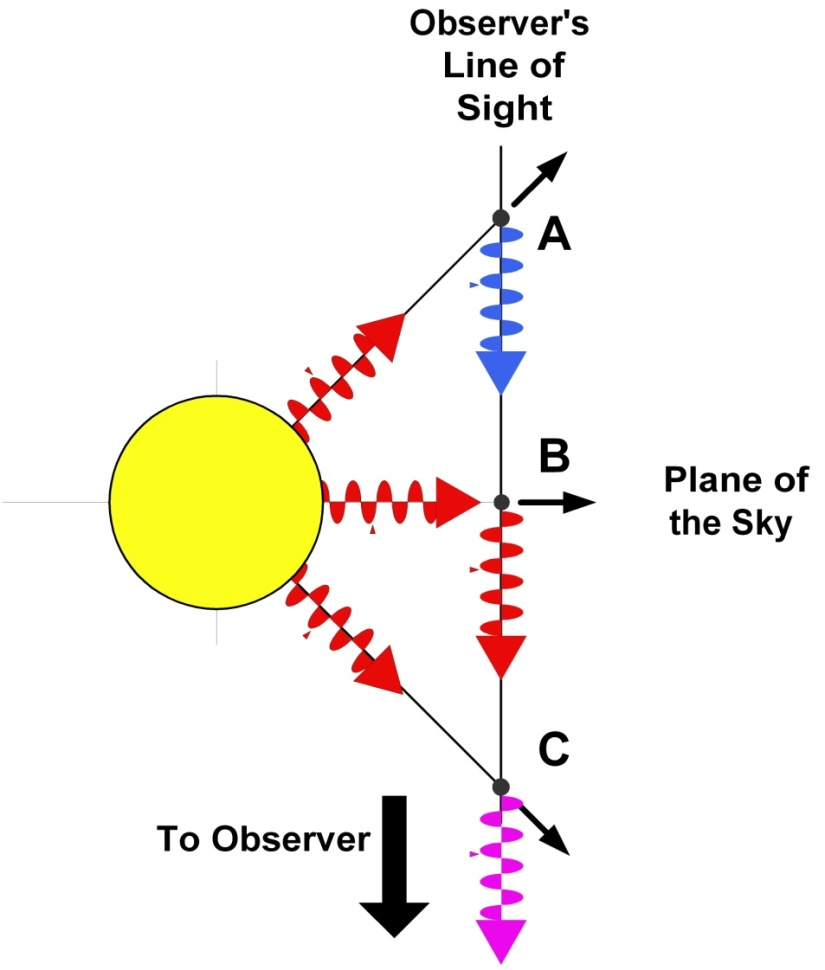 Observer's
Line of
Sight
A
B
Plane of
the Sky
C
To Observer